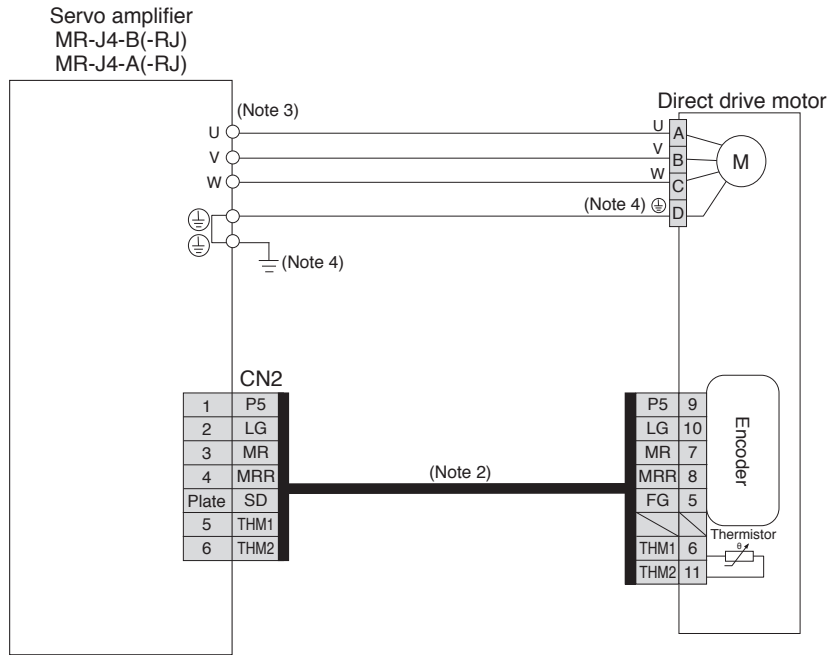 Servo amplifier
MR-J4-B(-RJ)
MR-J4-A(-RJ)
(Note 3)
Direct drive motor
U
U
A
V
V
B
M
W
W
C
(Note 4)
D
(Note 4)
CN2
1 P5
2 LG
3 MR
4 MRR
Plate SD
5 THM1
6 THM2
(Note 2)
P5 9
LG 10
MR 7
MRR 8
FG 5
THM1 6
THM2 11
Encoder
Thermistor
θ